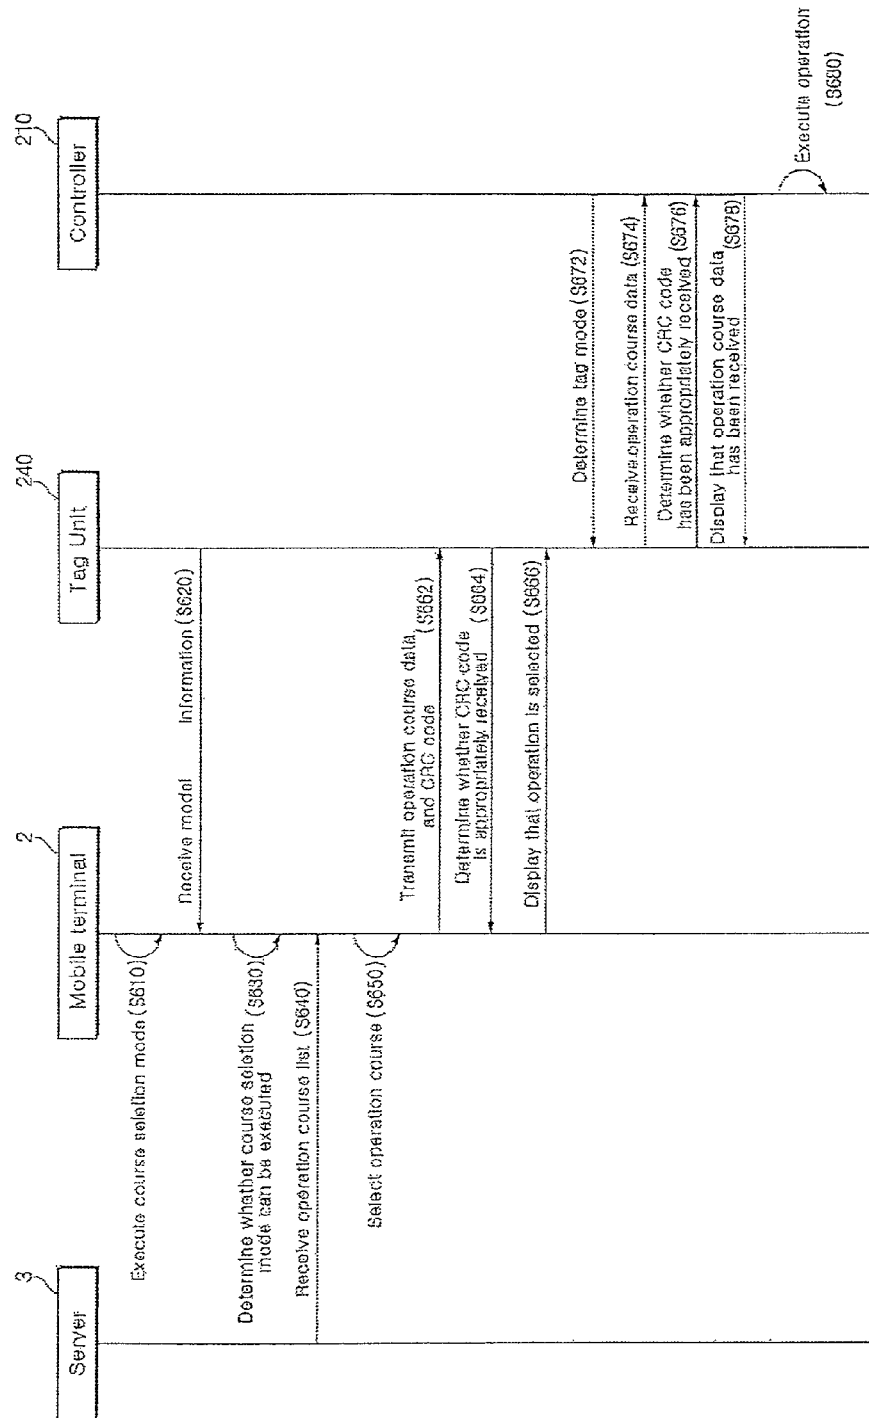 3
Server
2
Mobile terminal
240
Tag Unit
210
Controller
Execute course seletion mode (S610)
Receive model Information (S620)
Determine whether course seletion
mode can be executed (S630)
Receive operation course list (S640)
Select operation course (S650)
Transmit operation course data
and CRC code (S662)
Determine whether CRC code
is appropriately received (S664)
Display that operation is selected (S666)
Determine tag mode (S672)
Receive operation course data (S674)
Determine whether CRC code
has been appropriately received (S676)
Display that operation course data
has been received (S678)
Execute operation
(S680)